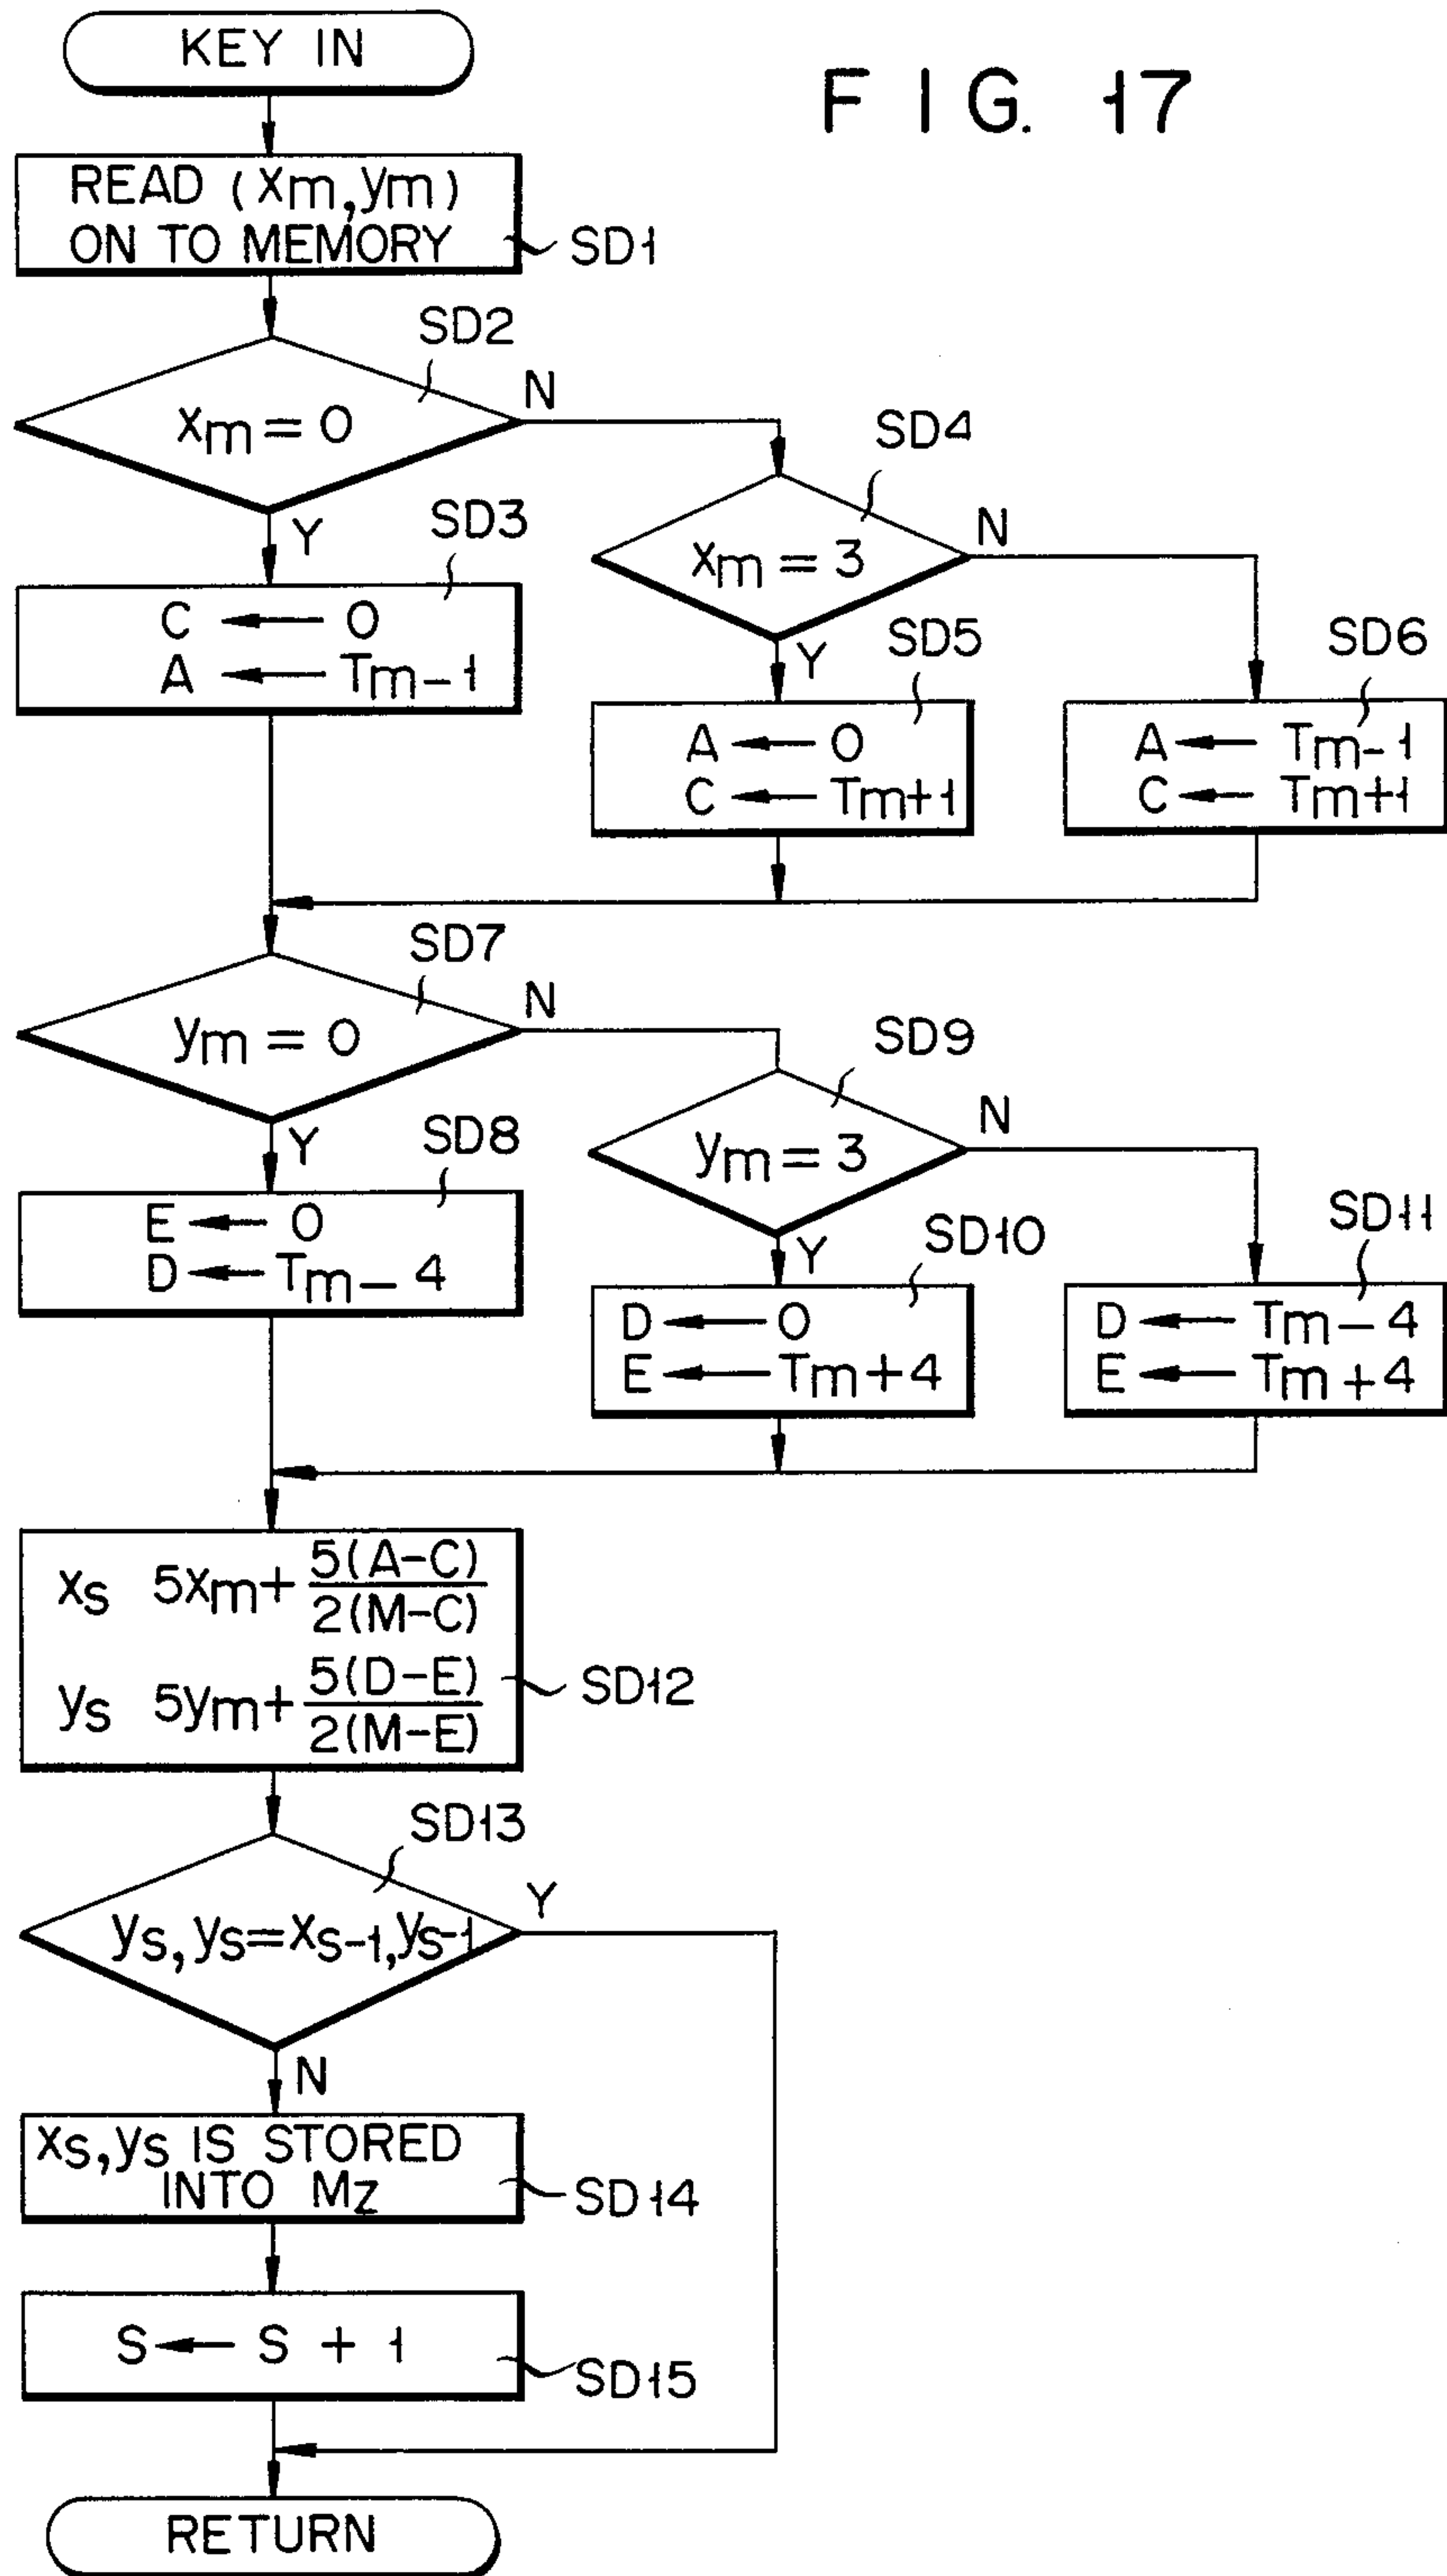 KEY IN
FIG. 17
READ (xm,ym)
ON TO MEMORY
SD1
SD2
xm = 0
N
Y
SD4
xm = 3
N
Y
SD3
C ← 0
A ← Tm-1
SD5
A ← 0
C ← Tm+1
SD6
A ← Tm-1
C ← Tm+1
SD7
ym = 0
N
Y
SD9
ym = 3
N
Y
SD8
E ← 0
D ← Tm-4
SD10
D ← 0
E ← Tm+4
SD11
D ← Tm-4
E ← Tm+4
xs 5xm+ 5(A-C)/2(M-C)
ys 5ym+ 5(D-E)/2(M-E)
SD12
SD13
ys,ys=xs-1,ys-1
Y
N
xs,ys IS STORED
INTO Mz
SD14
S ← S + 1
SD15
RETURN